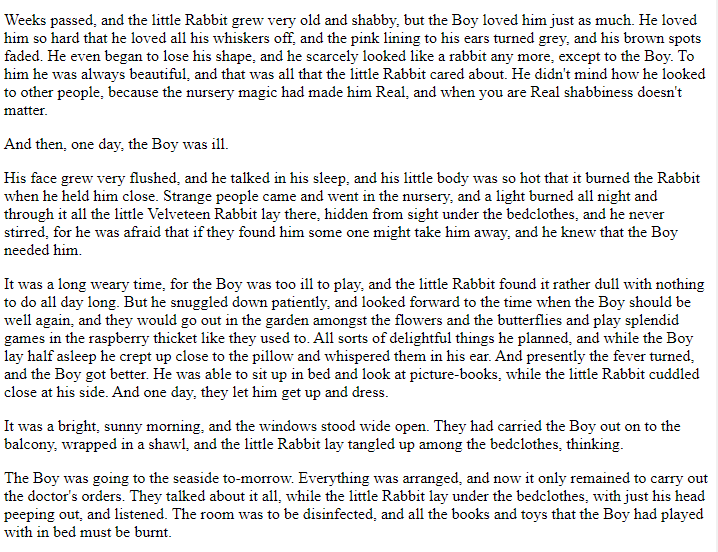 Weeks passed, and the little Rabbit grew very old and shabby, but the Boy loved him just as much. He loved
him so hard that he loved all his whiskers off, and the pink lining to his ears turned grey, and his brown spots
faded. He even began to lose his shape, and he scarcely looked like a rabbit any more, except to the Boy. To
him he was always beautiful, and that was all that the little Rabbit cared about. He didn't mind how he looked
to other people, because the nursery magic had made him Real, and when you are Real shabbiness doesn't
matter.
And then, one day, the Boy was ill.
His face grew very flushed, and he talked in his sleep, and his little body was so hot that it burned the Rabbit
when he held him close. Strange people came and went in the nursery, and a light burned all night and
through it all the little Velveteen Rabbit lay there, hidden from sight under the bedclothes, and he never
stirred, for he was afraid that if they found him some one might take him away, and he knew that the Boy
needed him.
It was a long weary time, for the Boy was too ill to play, and the little Rabbit found it rather dull with nothing
to do all day long. But he snuggled down patiently, and looked forward to the time when the Boy should be
well again, and they would go out in the garden amongst the flowers and the butterflies and play splendid
games in the raspberry thicket like they used to. All sorts of delightful things he planned, and while the Boy
lay half asleep he crept up close to the pillow and whispered them in his ear. And presently the fever turned,
and the Boy got better. He was able to sit up in bed and look at picture-books, while the little Rabbit cuddled
close at his side. And one day, they let him get up and dress.
It was a bright, sunny morning, and the windows stood wide open. They had carried the Boy out on to the
balcony, wrapped in a shawl, and the little Rabbit lay tangled up among the bedclothes, thinking.
The Boy was going to the seaside to-morrow. Everything was arranged, and now it only remained to carry out
the doctor's orders. They talked about it all, while the little Rabbit lay under the bedclothes, with just his head
peeping out, and listened. The room was to be disinfected, and all the books and toys that the Boy had played
with in bed must be burnt.